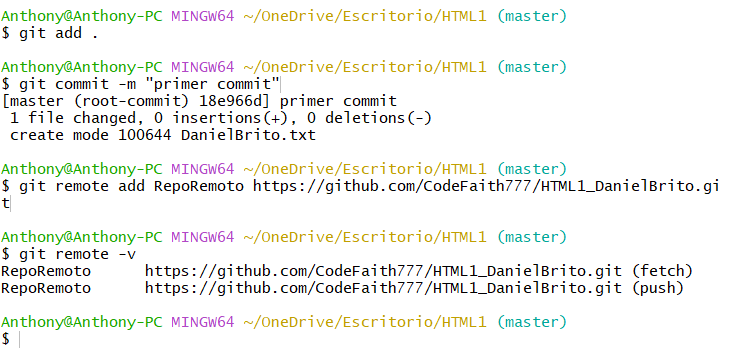 Anthony@Anthony-PC MINGW64 ~/OneDrive/Escritorio/HTML1 (master)
$ git add .
Anthony@Anthony-PC MINGW64 ~/OneDrive/Escritorio/HTML1 (master)
$ git commit -m "primer commit"
[master (root-commit) 18e966d] primer commit
 1 file changed, 0 insertions(+), 0 deletions(-)
 create mode 100644 DanielBrito.txt
Anthony@Anthony-PC MINGW64 ~/OneDrive/Escritorio/HTML1 (master)
$ git remote add RepoRemoto https://github.com/CodeFaith777/HTML1_DanielBrito.gi
t
Anthony@Anthony-PC MINGW64 ~/OneDrive/Escritorio/HTML1 (master)
$ git remote -v
RepoRemoto      https://github.com/CodeFaith777/HTML1_DanielBrito.git (fetch)
RepoRemoto      https://github.com/CodeFaith777/HTML1_DanielBrito.git (push)
Anthony@Anthony-PC MINGW64 ~/OneDrive/Escritorio/HTML1 (master)
$